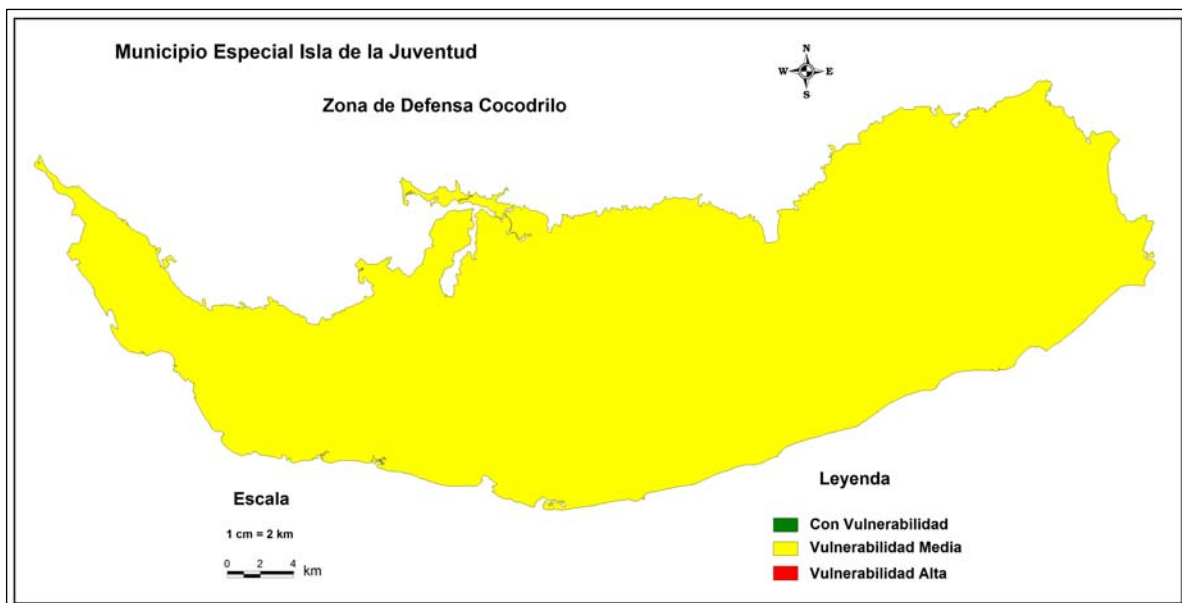 Municipio Especial Isla de la Juventud
Zona de Defensa Cocodrilo
N
W E
S
Leyenda
Con Vulnerabilidad
Vulnerabilidad Media
Vulnerabilidad Alta
Escala
1 cm = 2 km
0 2 4
km